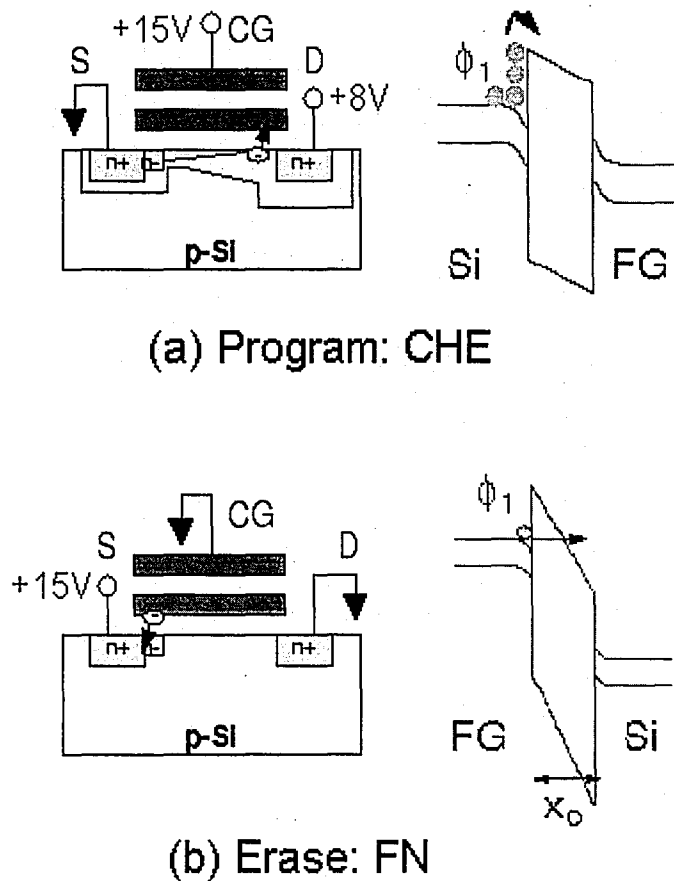 +15V CG
S D
+8V
n+ n- - n+
p-Si
ϕ₁
Si FG
(a) Program: CHE
CG
S D
+15V
-
n+ n- n+
p-Si
ϕ₁
FG Si
x₀
(b) Erase: FN